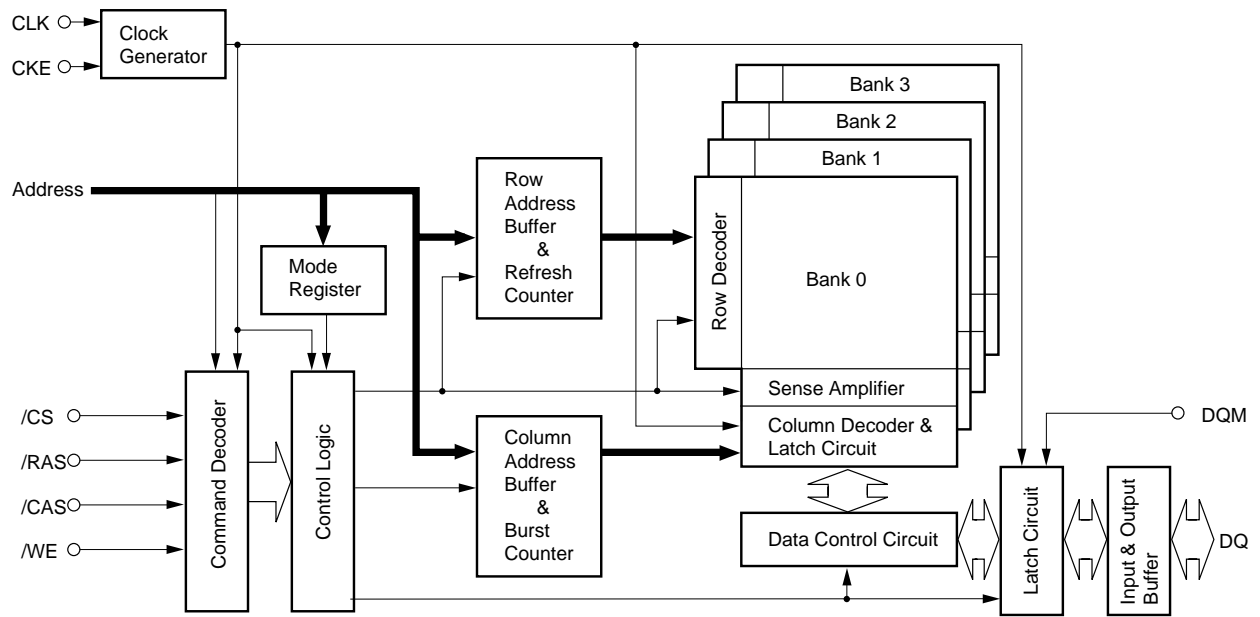 CLK
Clock
Generator
CKE
Bank 3
Bank 2
Bank 1
Address
Row
Address
Buffer
&
Refresh
Counter
Row Decoder
Bank 0
Mode
Register
Sense Amplifier
Column Decoder &
Latch Circuit
/CS
/RAS
/CAS
/WE
Command Decoder
Control Logic
Column
Address
Buffer
&
Burst
Counter
Data Control Circuit
Latch Circuit
Input & Output
Buffer
DQM
DQ